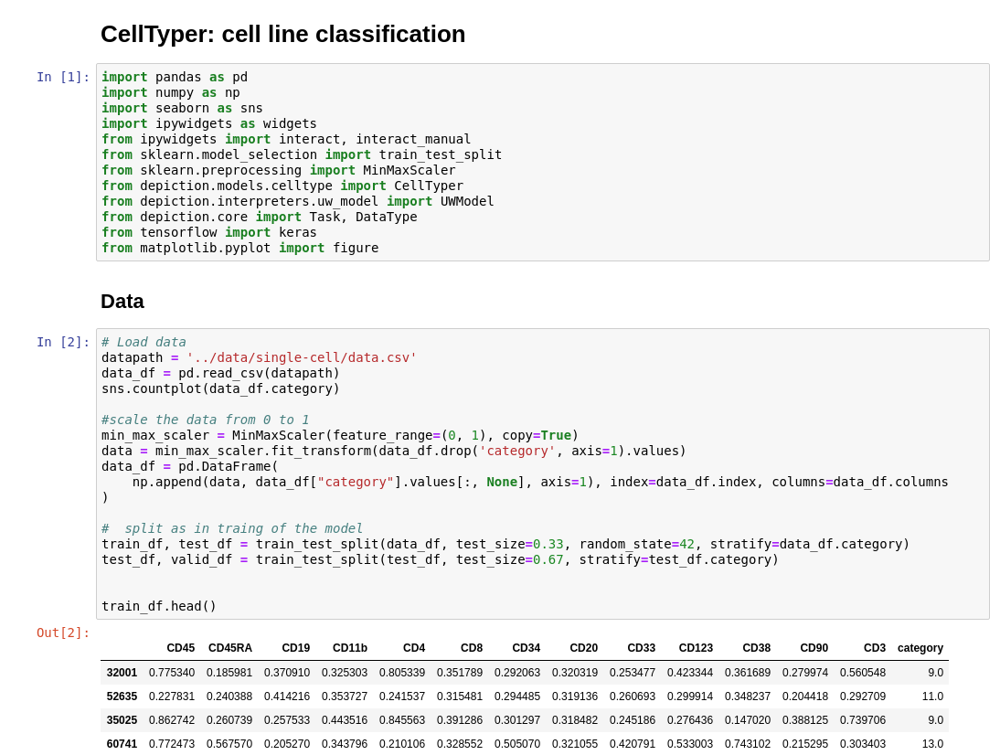 CellTyper: cell line classification
In [1]:
import pandas as pd
import numpy as np
import seaborn as sns
import ipywidgets as widgets
from ipywidgets import interact, interact_manual
from sklearn.model_selection import train_test_split
from sklearn.preprocessing import MinMaxScaler
from depiction.models.celltype import CellTyper
from depiction.interpreters.uw_model import UWModel
from depiction.core import Task, DataType
from tensorflow import keras
from matplotlib.pyplot import figure
Data
In [2]:
# Load data
datapath = '../data/single-cell/data.csv'
data_df = pd.read_csv(datapath)
sns.countplot(data_df.category)
#scale the data from 0 to 1
min_max_scaler = MinMaxScaler(feature_range=(0, 1), copy=True)
data = min_max_scaler.fit_transform(data_df.drop('category', axis=1).values)
data_df = pd.DataFrame(
    np.append(data, data_df["category"].values[:, None], axis=1), index=data_df.index, columns=data_df.columns
)
#  split as in traing of the model
train_df, test_df = train_test_split(data_df, test_size=0.33, random_state=42, stratify=data_df.category)
test_df, valid_df = train_test_split(test_df, test_size=0.67, stratify=test_df.category)
train_df.head()
Out[2]:
CD45 CD45RA CD19 CD11b CD4 CD8 CD34 CD20 CD33 CD123 CD38 CD90 CD3 category
32001 0.775340 0.185981 0.370910 0.325303 0.805339 0.351789 0.292063 0.320319 0.253477 0.423344 0.361689 0.279974 0.560548 9.0
52635 0.227831 0.240388 0.414216 0.353727 0.241537 0.315481 0.294485 0.319136 0.260693 0.299914 0.348237 0.204418 0.292709 11.0
35025 0.862742 0.260739 0.257533 0.443516 0.845563 0.391286 0.301297 0.318482 0.245186 0.276436 0.147020 0.388125 0.739706 9.0
60741 0.772473 0.567570 0.205270 0.343796 0.210106 0.328552 0.505070 0.321055 0.420791 0.533003 0.743102 0.215295 0.303403 13.0